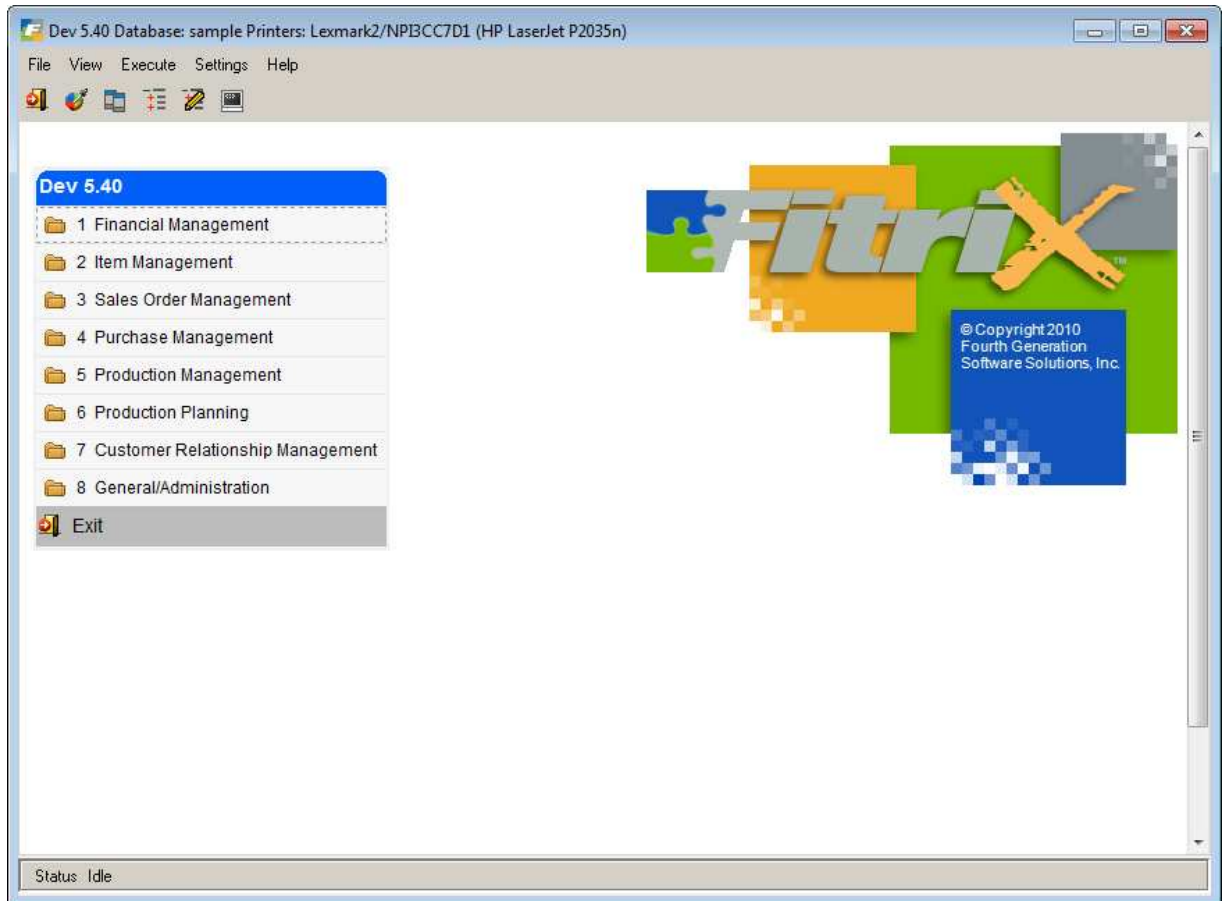 Dev 5.40 Database: sample Printers: Lexmark2/NPI3CC7D1 (HP LaserJet P2035n)
File View Execute Settings Help
Dev 5.40
1 Financial Management
2 Item Management
3 Sales Order Management
4 Purchase Management
5 Production Management
6 Production Planning
7 Customer Relationship Management
8 General/Administration
Exit
Fitrix
TM
© Copyright 2010
Fourth Generation
Software Solutions, Inc.
Status Idle